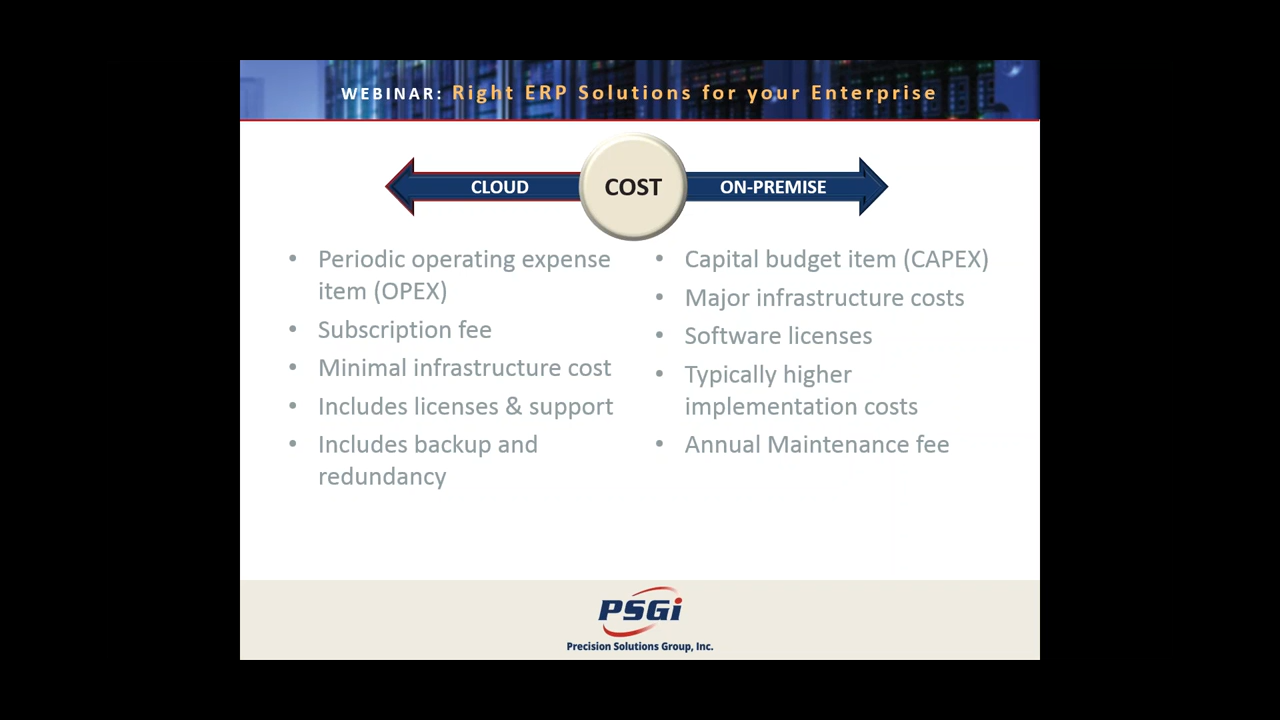 WEBINAR: Right ERP Solutions for your Enterprise
CLOUD
COST
ON-PREMISE
• Periodic operating expense
item (OPEX)
• Subscription fee
• Minimal infrastructure cost
• Includes licenses & support
• Includes backup and
redundancy
• Capital budget item (CAPEX)
• Major infrastructure costs
• Software licenses
• Typically higher
implementation costs
• Annual Maintenance fee
PSGi
Precision Solutions Group, Inc.